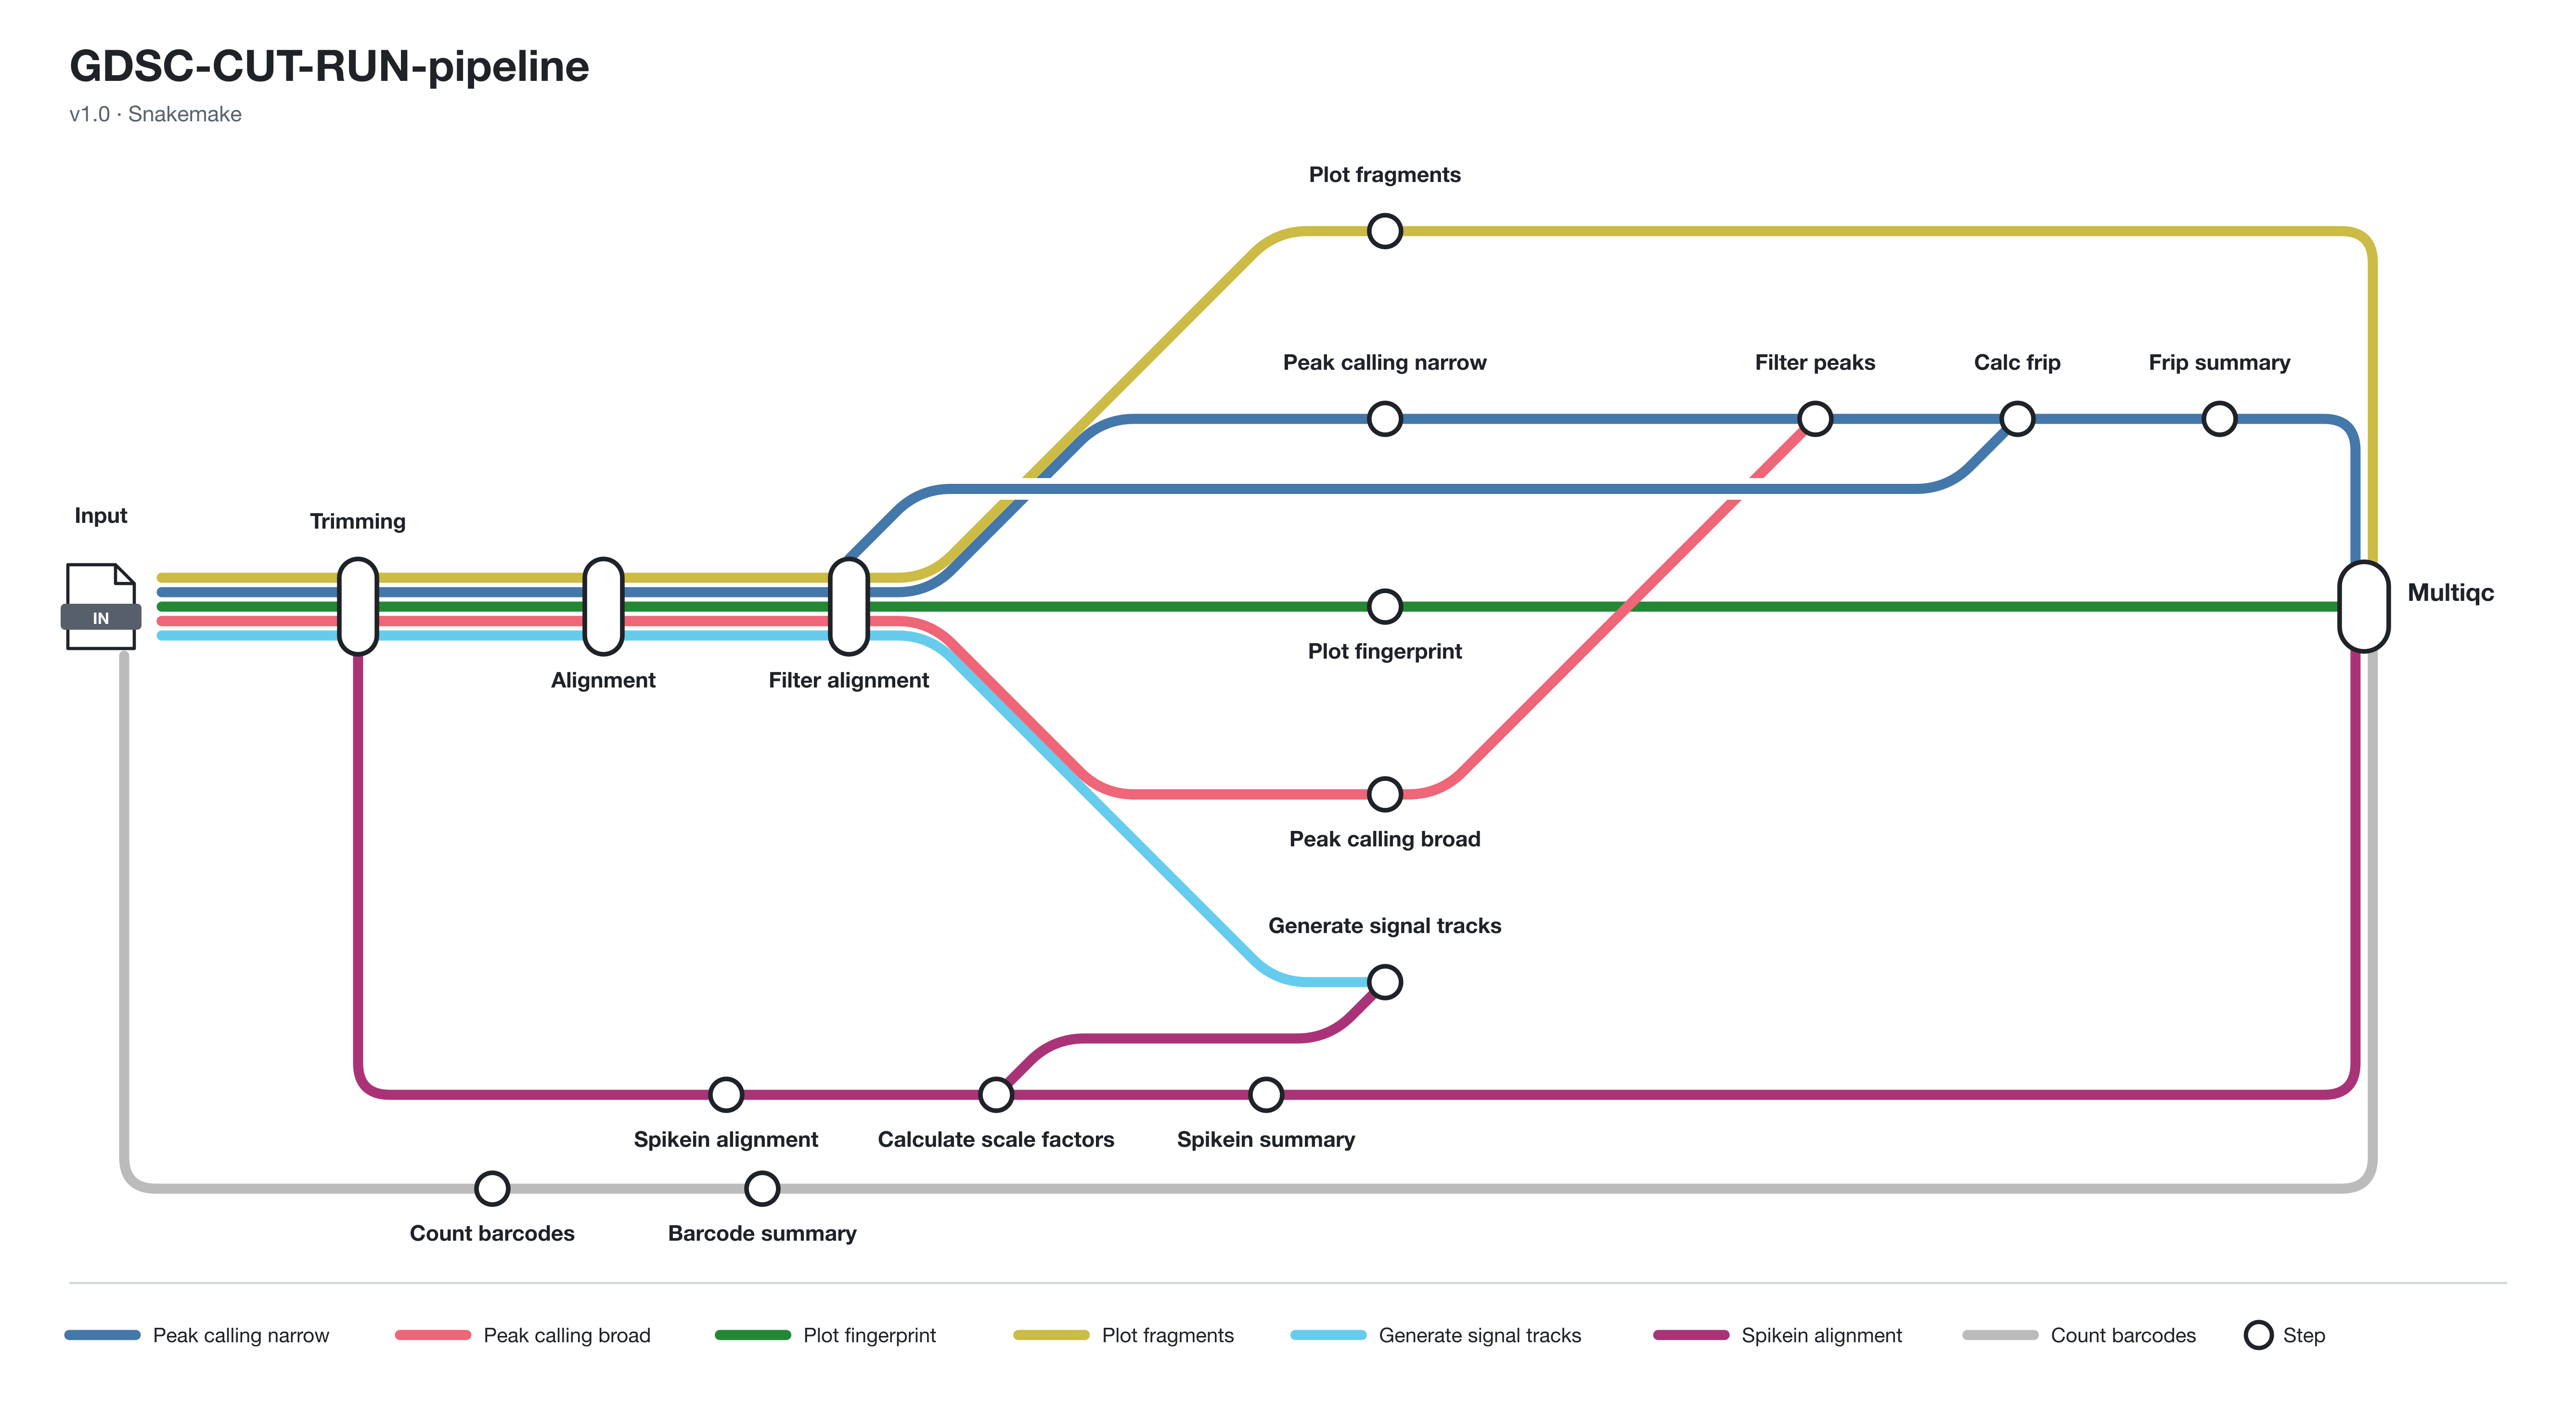 GDSC-CUT-RUN-pipeline
v1.0 · Snakemake
Plot fragments
Peak calling narrow
Filter peaks
Calc frip
Frip summary
Input
Trimming
IN
Multiqc
Plot fingerprint
Alignment
Filter alignment
Peak calling broad
Generate signal tracks
Spikein alignment
Calculate scale factors
Spikein summary
Count barcodes
Barcode summary
Peak calling narrow
Peak calling broad
Plot fingerprint
Plot fragments
Generate signal tracks
Spikein alignment
Count barcodes
Step